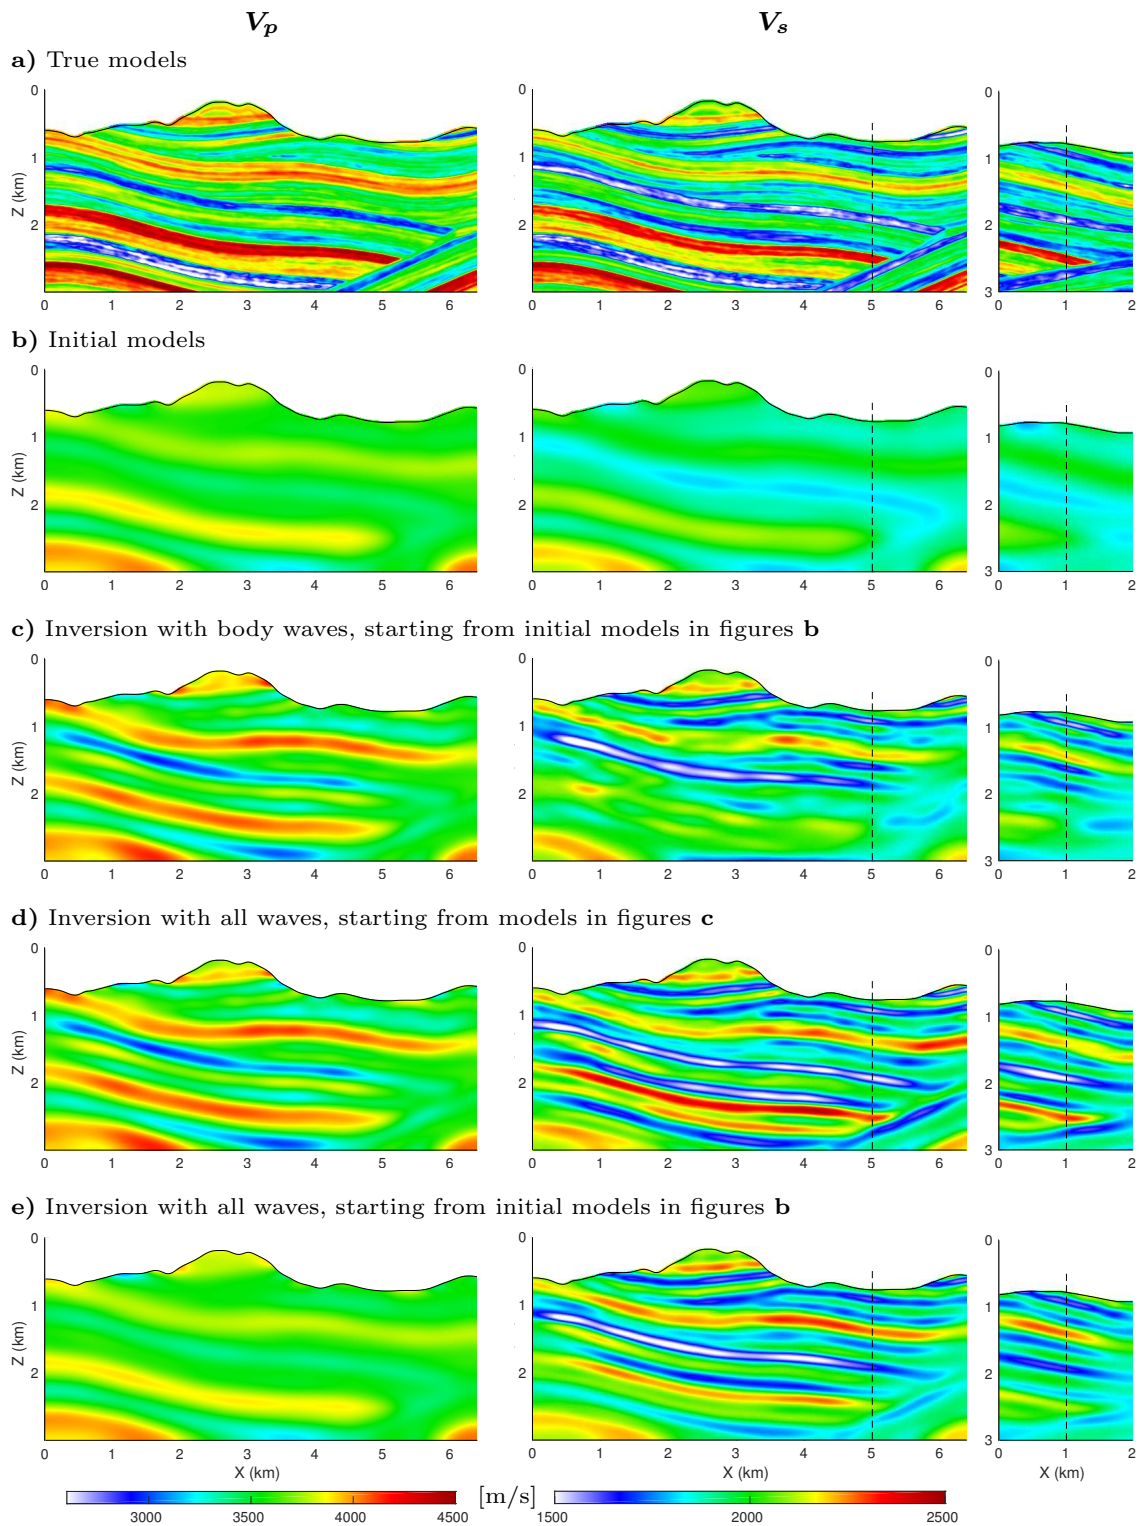 Vp Vs
a) True models
0 1 2 Z (km) 0 1 2 3 4 5 6
0 1 2 0 1 2 3 4 5 6
0 1 2 3 0 1 2
b) Initial models
0 1 2 Z (km) 0 1 2 3 4 5 6
0 1 2 0 1 2 3 4 5 6
0 1 2 3 0 1 2
c) Inversion with body waves, starting from initial models in figures b
0 1 2 Z (km) 0 1 2 3 4 5 6
0 1 2 0 1 2 3 4 5 6
0 1 2 3 0 1 2
d) Inversion with all waves, starting from models in figures c
0 1 2 Z (km) 0 1 2 3 4 5 6
0 1 2 0 1 2 3 4 5 6
0 1 2 3 0 1 2
e) Inversion with all waves, starting from initial models in figures b
0 1 2 Z (km) 0 1 2 3 4 5 6
0 1 2 0 1 2 3 4 5 6
0 1 2 3 0 1 2
X (km) X (km) X (km)
3000 3500 4000 4500 [m/s] 1500 2000 2500